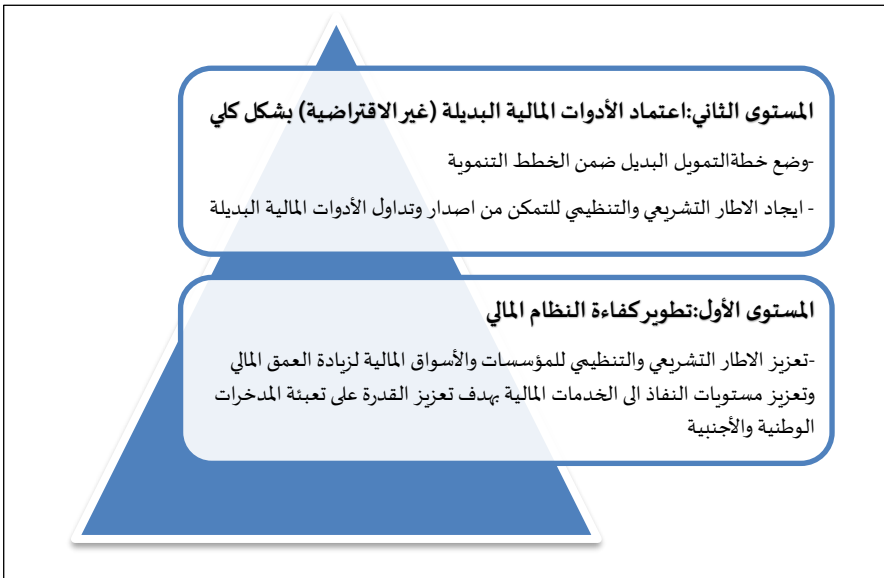 المستوى الثاني:اعتماد الأدوات المالية البديلة (غير الاقتراضية) بشكل كلي
-وضع خطةالتمويل البديل ضمن الخطط التنموية
- ايجاد الاطار التشريعي والتنظيمي للتمكن من اصدار وتداول الأدوات المالية البديلة
المستوى الأول:تطوير كفاءة النظام المالي
-تعزيز الاطار التشريعي والتنظيمي للمؤسسات والأسواق المالية لزيادة العمق المالي
وتعزيز مستويات النفاذ الى الخدمات المالية بهدف تعزيز القدرة على تعبئة المدخرات
الوطنية والأجنبية